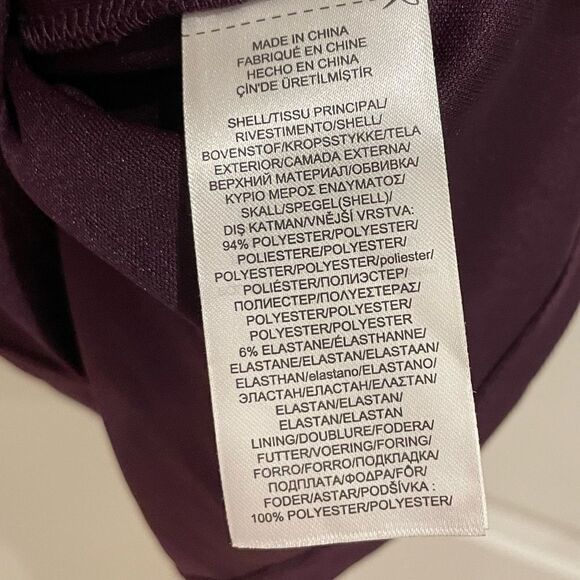 MADE IN CHINA
FABRIQUÉ EN CHINE
HECHO EN CHINA
ÇİN'DE ÜRETİLMİŞTİR
SHELL/TISSU PRINCIPAL/
RIVESTIMENTO/SHELL/
BOVENSTOF/KROPSSTYKKE/TELA
EXTERIOR/CAMADA EXTERNA/
ВЕРХНИЙ МАТЕРИАЛ/ОБВИВКА/
ΚΥΡΙΟ ΜΕΡΟΣ ΕΝΔΥΜΑΤΟΣ/
SKALL/SPEGEL(SHELL)/
DIŞ KATMAN/VNĚJŠÍ VRSTVA:
94% POLYESTER/POLYESTER/
POLIESTERE/POLYESTER/
POLYESTER/POLYESTER/poliester/
POLIÉSTER/ПОЛИЭСТЕР/
ПОЛИЕСТЕР/ΠΟΛΥΕΣΤΕΡΑΣ/
POLYESTER/POLYESTER/
POLYESTER/POLYESTER
6% ELASTANE/ÉLASTHANNE/
ELASTANE/ELASTAN/ELASTAAN/
ELASTHAN/elastano/ELASTANO/
ЭЛАСТАН/ЕЛАСТАН/ΕΛΑΣΤΑΝ/
ELASTAN/ELASTAN/
ELASTAN/ELASTAN
LINING/DOUBLURE/FODERA/
FUTTER/VOERING/FORING/
FORRO/FORRO/ПОДКЛАДКА/
ПОДПЛАТА/ΦΟΔΡΑ/FÔR/
FODER/ASTAR/PODŠÍVKA :
100% POLYESTER/POLYESTER/